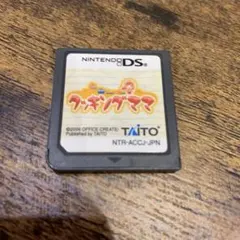 NINTENDO DS
クッキングママ
©2006 OFFICE CREATE/
Published by TAITO
TAITO
NTR-ACCJ-JPN